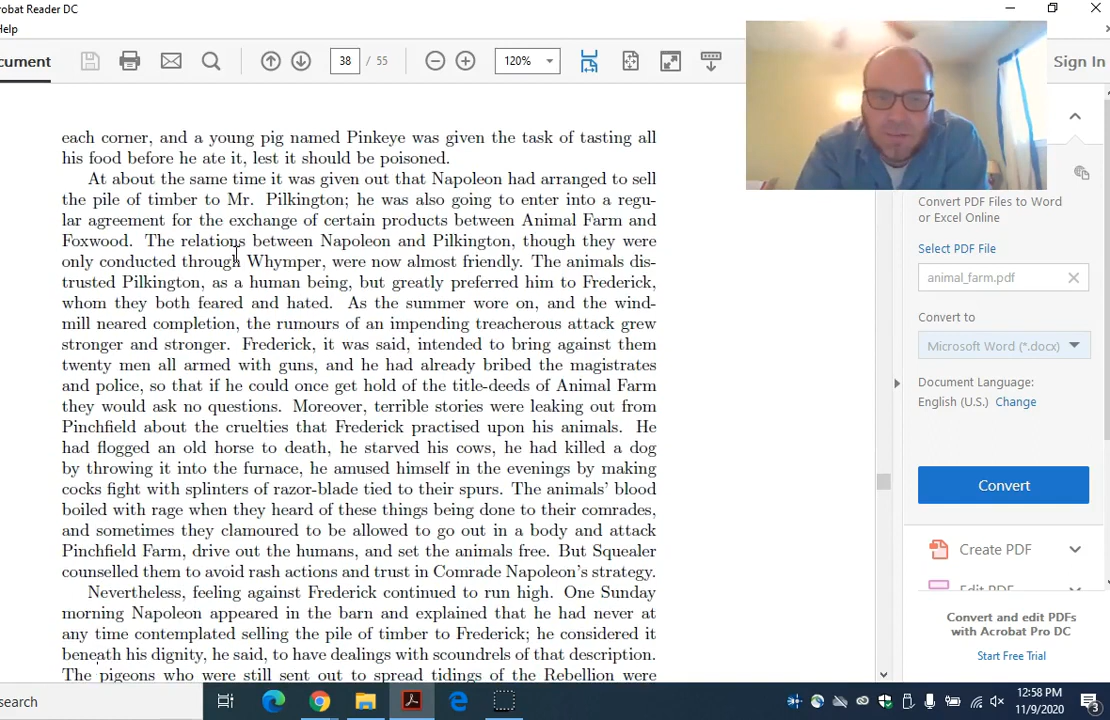 robat Reader DC
Help
cument
38 / 55
120%
Sign In
each corner, and a young pig named Pinkeye was given the task of tasting all
his food before he ate it, lest it should be poisoned.
At about the same time it was given out that Napoleon had arranged to sell
the pile of timber to Mr. Pilkington; he was also going to enter into a regu-
lar agreement for the exchange of certain products between Animal Farm and
Foxwood. The relations between Napoleon and Pilkington, though they were
only conducted through Whymper, were now almost friendly. The animals dis-
trusted Pilkington, as a human being, but greatly preferred him to Frederick,
whom they both feared and hated. As the summer wore on, and the wind-
mill neared completion, the rumours of an impending treacherous attack grew
stronger and stronger. Frederick, it was said, intended to bring against them
twenty men all armed with guns, and he had already bribed the magistrates
and police, so that if he could once get hold of the title-deeds of Animal Farm
they would ask no questions. Moreover, terrible stories were leaking out from
Pinchfield about the cruelties that Frederick practised upon his animals. He
had flogged an old horse to death, he starved his cows, he had killed a dog
by throwing it into the furnace, he amused himself in the evenings by making
cocks fight with splinters of razor-blade tied to their spurs. The animals' blood
boiled with rage when they heard of these things being done to their comrades,
and sometimes they clamoured to be allowed to go out in a body and attack
Pinchfield Farm, drive out the humans, and set the animals free. But Squealer
counselled them to avoid rash actions and trust in Comrade Napoleon's strategy.
Nevertheless, feeling against Frederick continued to run high. One Sunday
morning Napoleon appeared in the barn and explained that he had never at
any time contemplated selling the pile of timber to Frederick; he considered it
beneath his dignity, he said, to have dealings with scoundrels of that description.
The pigeons who were still sent out to spread tidings of the Rebellion were
Convert PDF Files to Word
or Excel Online
Select PDF File
animal_farm.pdf
Convert to
Microsoft Word (*.docx)
Document Language:
English (U.S.) Change
Convert
Create PDF
Edit PDF
Convert and edit PDFs
with Acrobat Pro DC
Start Free Trial
search
12:58 PM
11/9/2020
3